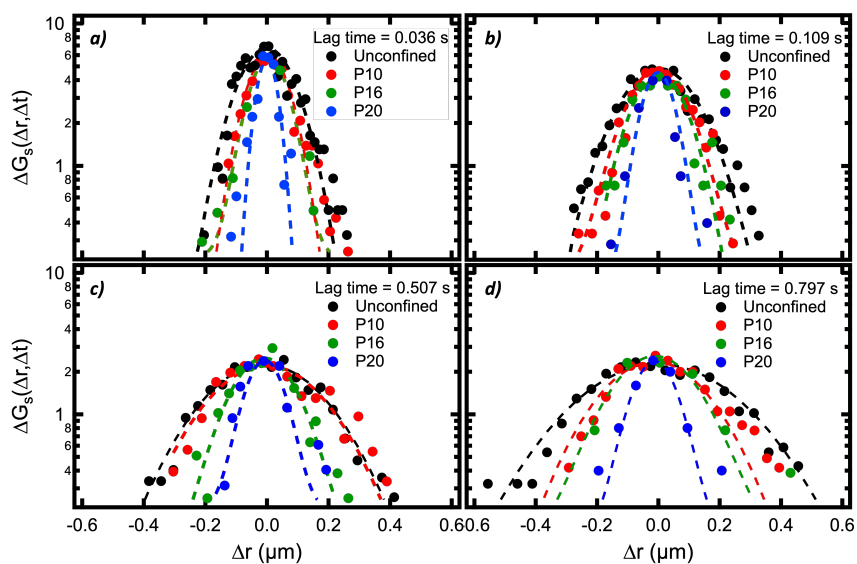 10
8
6
4
2
1
8
6
4
ΔGs(Δr,Δt)
a)
Lag time = 0.036 s
Unconfined
P10
P16
P20
b)
Lag time = 0.109 s
Unconfined
P10
P16
P20
10
8
6
4
2
1
8
6
4
ΔGs(Δr,Δt)
c)
Lag time = 0.507 s
Unconfined
P10
P16
P20
d)
Lag time = 0.797 s
Unconfined
P10
P16
P20
-0.6 -0.4 -0.2 0.0 0.2 0.4 0.6
-0.4 -0.2 0.0 0.2 0.4 0.6
Δr (µm)
Δr (µm)